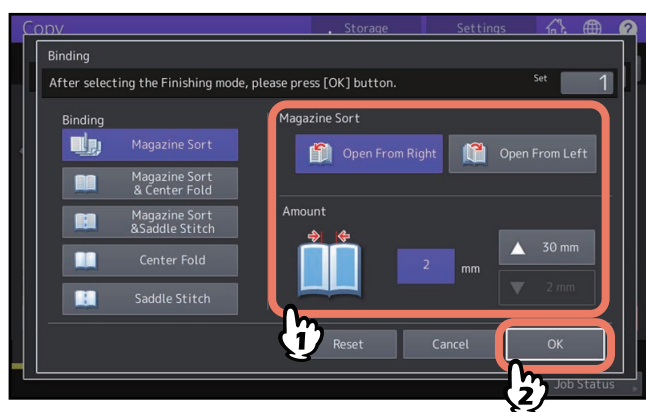 Copy
Storage
Settings
?
Binding
After selecting the Finishing mode, please press [OK] button.
Set
1
Binding
Magazine Sort
Magazine Sort
& Center Fold
Magazine Sort
&Saddle Stitch
Center Fold
Saddle Stitch
Magazine Sort
Open From Right
Open From Left
Amount
2
mm
30 mm
2 mm
1
Reset
Cancel
OK
2
Job Status